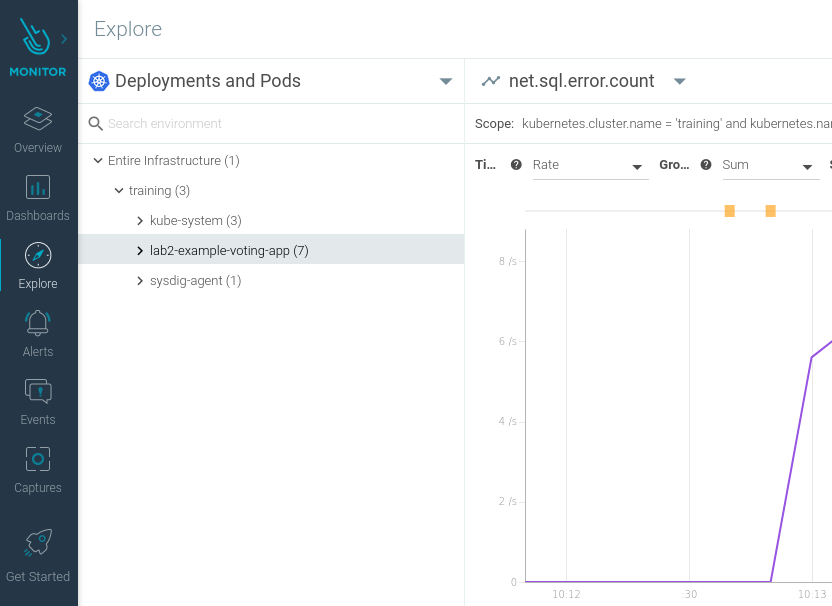 MONITOR
Overview
Dashboards
Explore
Alerts
Events
Captures
Get Started
Explore
Deployments and Pods
Search environment
Entire Infrastructure (1)
training (3)
kube-system (3)
lab2-example-voting-app (7)
sysdig-agent (1)
net.sql.error.count
Scope: kubernetes.cluster.name = 'training' and kubernetes.na
Ti... ? Rate Gro... ? Sum
8 /s
6 /s
4 /s
2 /s
0
10:12 :30 10:13